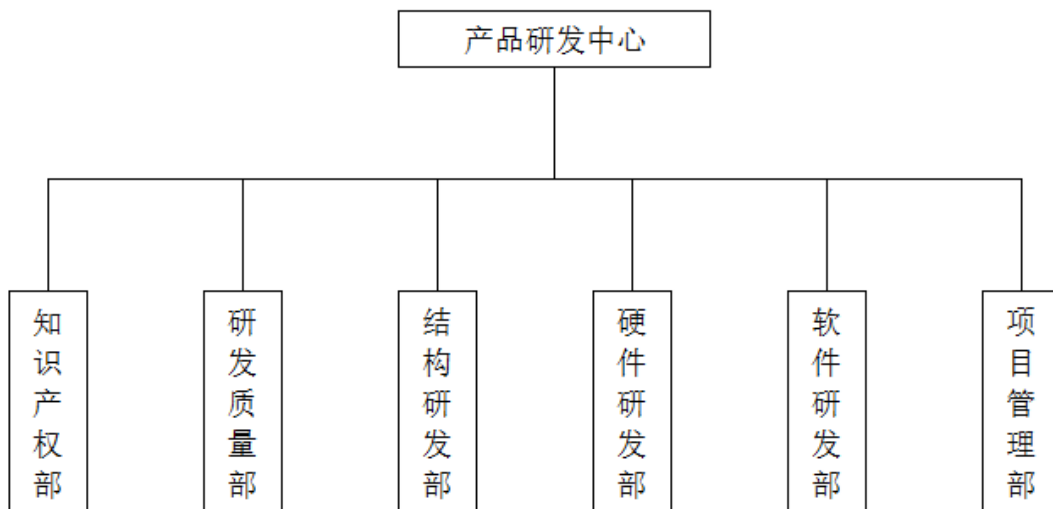 产品研发中心
知识产权部
研发质量部
结构研发部
硬件研发部
软件研发部
项目管理部